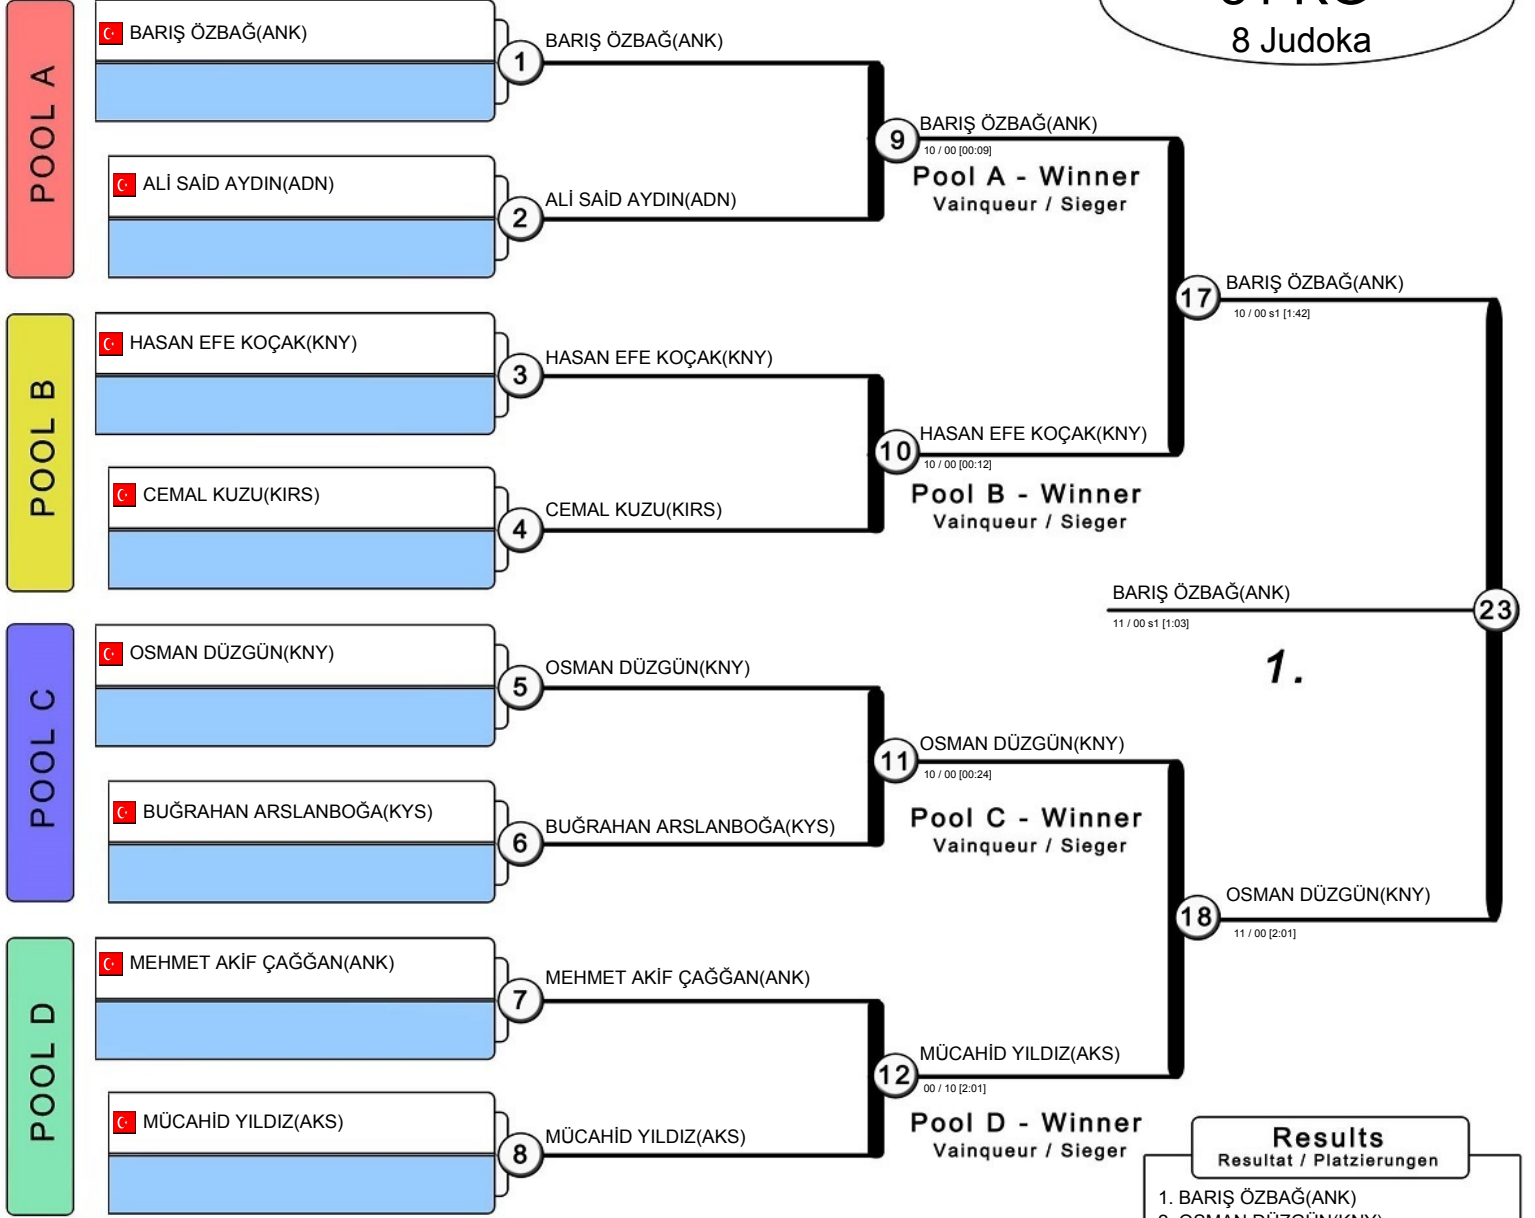 8 Judoka
POOL A
BARIŞ ÖZBAĞ(ANK)
1
BARIŞ ÖZBAĞ(ANK)
ALİ SAİD AYDIN(ADN)
2
ALİ SAİD AYDIN(ADN)
9
BARIŞ ÖZBAĞ(ANK)
10 / 00 [00:09]
Pool A - Winner
Vainqueur / Sieger
POOL B
HASAN EFE KOÇAK(KNY)
3
HASAN EFE KOÇAK(KNY)
CEMAL KUZU(KIRS)
4
CEMAL KUZU(KIRS)
10
HASAN EFE KOÇAK(KNY)
10 / 00 [00:12]
Pool B - Winner
Vainqueur / Sieger
17
BARIŞ ÖZBAĞ(ANK)
10 / 00 s1 [1:42]
BARIŞ ÖZBAĞ(ANK)
23
11 / 00 s1 [1:03]
1.
POOL C
OSMAN DÜZGÜN(KNY)
5
OSMAN DÜZGÜN(KNY)
BUĞRAHAN ARSLANBOĞA(KYS)
6
BUĞRAHAN ARSLANBOĞA(KYS)
11
OSMAN DÜZGÜN(KNY)
10 / 00 [00:24]
Pool C - Winner
Vainqueur / Sieger
18
OSMAN DÜZGÜN(KNY)
11 / 00 [2:01]
POOL D
MEHMET AKİF ÇAĞĞAN(ANK)
7
MEHMET AKİF ÇAĞĞAN(ANK)
MÜCAHİD YILDIZ(AKS)
8
MÜCAHİD YILDIZ(AKS)
12
MÜCAHİD YILDIZ(AKS)
00 / 10 [2:01]
Pool D - Winner
Vainqueur / Sieger
Results
Resultat / Platzierungen
1. BARIŞ ÖZBAĞ(ANK)
2. OSMAN DÜZGÜN(KNY)